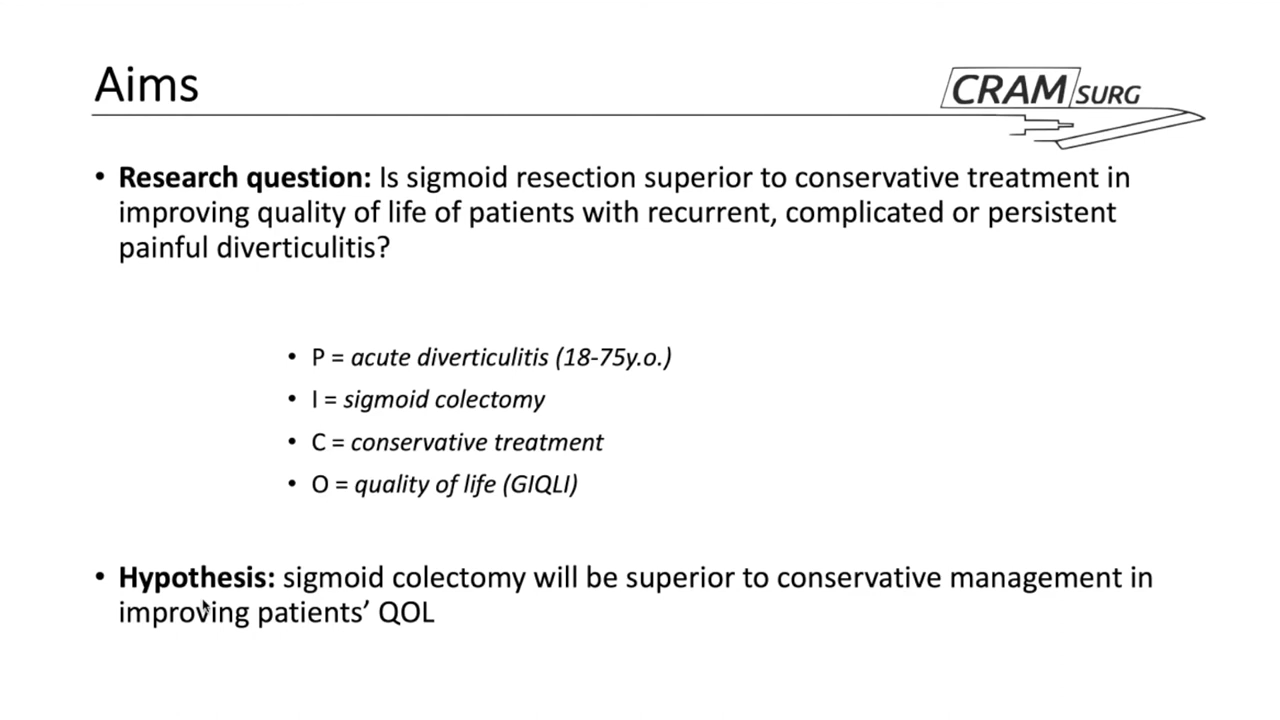 Aims
CRAM SURG
• Research question: Is sigmoid resection superior to conservative treatment in
improving quality of life of patients with recurrent, complicated or persistent
painful diverticulitis?
• P = acute diverticulitis (18-75y.o.)
• I = sigmoid colectomy
• C = conservative treatment
• O = quality of life (GIQLI)
• Hypothesis: sigmoid colectomy will be superior to conservative management in
improving patients’ QOL